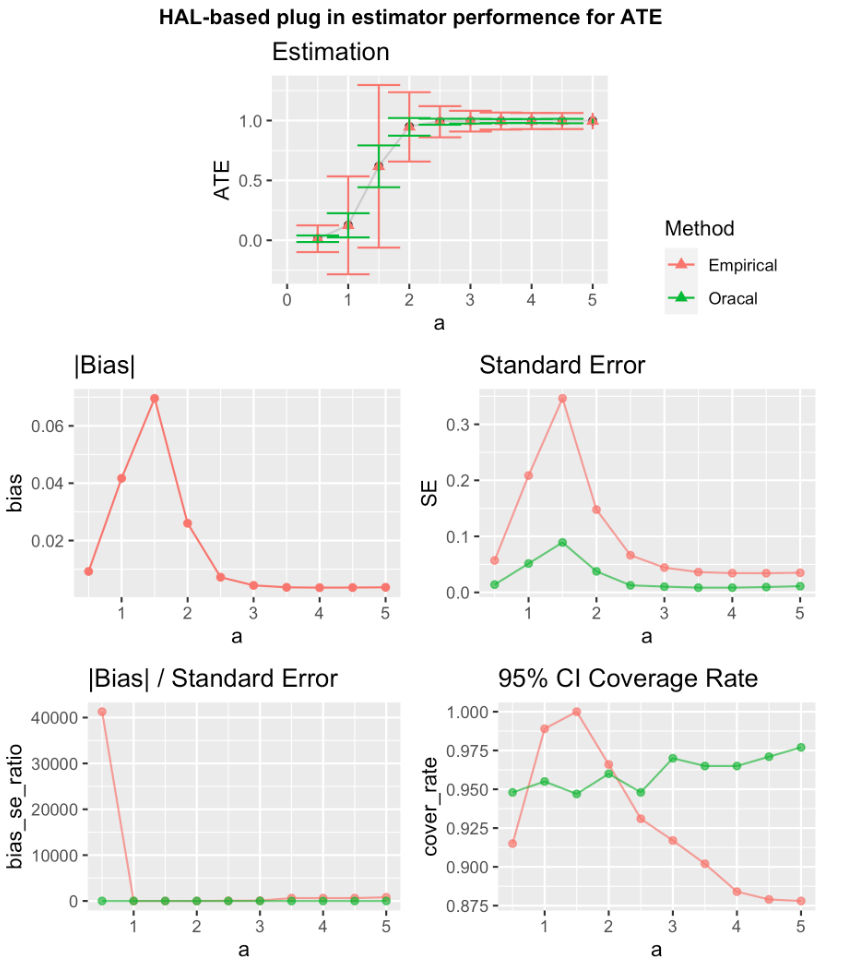 HAL-based plug in estimator performence for ATE
Estimation
ATE
1.0
0.5
0.0
0 1 2 3 4 5
a
Method
Empirical
Oracal
|Bias|
bias
0.06
0.04
0.02
1 2 3 4 5
a
Standard Error
SE
0.3
0.2
0.1
0.0
1 2 3 4 5
a
|Bias| / Standard Error
bias_se_ratio
40000
30000
20000
10000
0
1 2 3 4 5
a
95% CI Coverage Rate
cover_rate
1.000
0.975
0.950
0.925
0.900
0.875
1 2 3 4 5
a